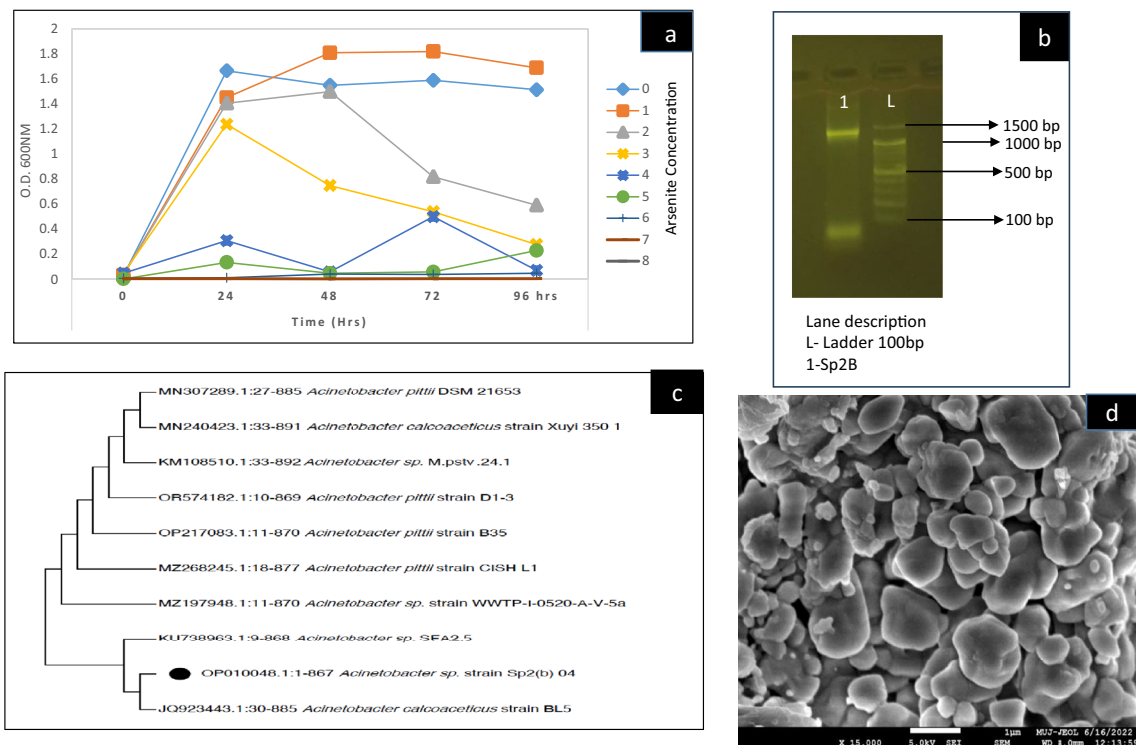 a
2
1.8
1.6
1.4
1.2
1
0.8
0.6
0.4
0.2
0
O.D. 600NM
0 24 48 72 96 hrs
Time (Hrs)
0
1
2
3
4
5
6
7
8
Arsenite Concentration
b
1 L
1500 bp
1000 bp
500 bp
100 bp
Lane description
L- Ladder 100bp
1-Sp2B
c
MN307289.1:27-885 Acinetobacter pittii DSM 21653
MN240423.1:33-891 Acinetobacter calcoaceticus strain Xuyi 350 1
KM108510.1:33-892 Acinetobacter sp. M.pstv .24.1
OR574182.1:10-869 Acinetobacter pittii strain D1-3
OP217083.1:11-870 Acinetobacter pittii strain B35
MZ268245.1:18-877 Acinetobacter pittii strain CISH L1
MZ197948.1:11-870 Acinetobacter sp. strain WWTP-I-0520-A-V-5a
KU738963.1:9-868 Acinetobacter sp. SFA2.5
OP010048.1:1-867 Acinetobacter sp. strain Sp2(b) 04
JQ923443.1:30-885 Acinetobacter calcoaceticus strain BL5
d
1μm MUJ-JEOL 6/16/2022
X 15,000 5.0kV SEI SEM WD 8.0mm 12:13:59